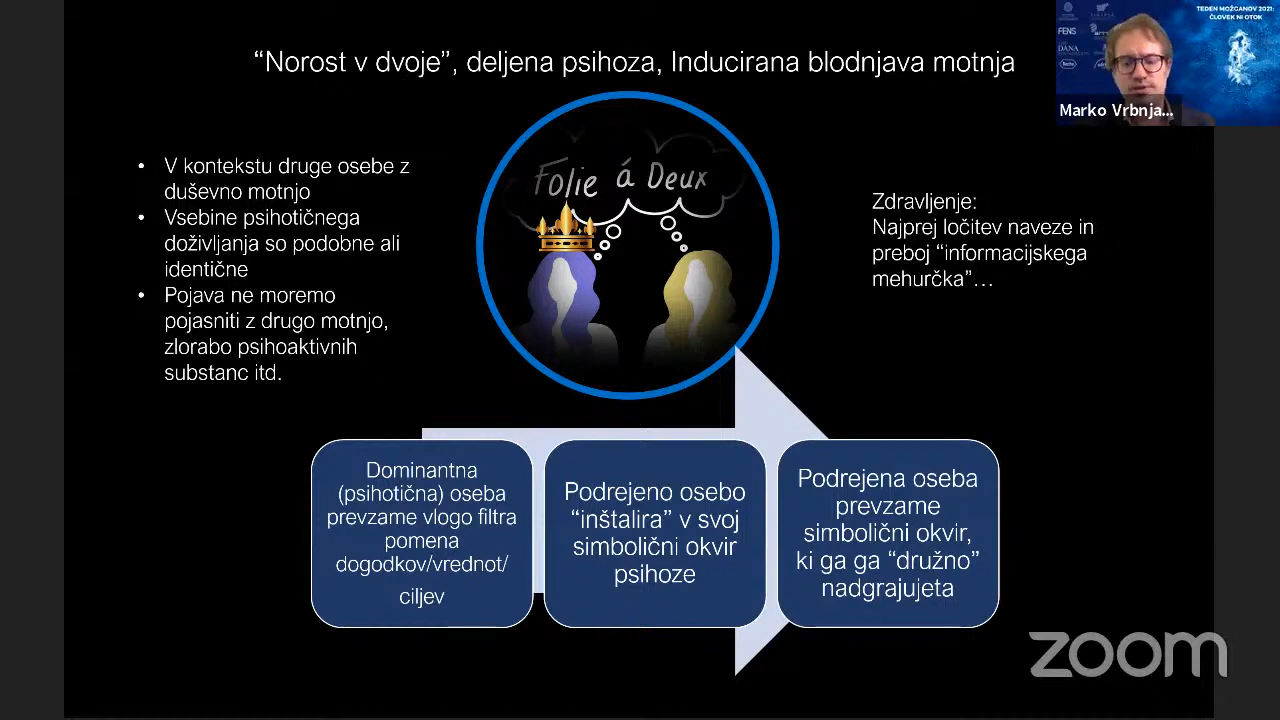 “Norost v dvoje”, deljena psihoza, Inducirana blodnjava motnja
TEDEN MOŽGANOV 2021:
ČLOVEK NI OTOK
FENS
DANA
Roche
Marko Vrbnja...
• V kontekstu druge osebe z
duševno motnjo
• Vsebine psihotičnega
doživljanja so podobne ali
identične
• Pojava ne moremo
pojasniti z drugo motnjo,
zlorabo psihoaktivnih
substanc itd.
Folie á Deux
Zdravljenje:
Najprej ločitev naveze in
preboj “informacijskega
mehurčka”…
Dominantna
(psihotična) oseba
prevzame vlogo filtra
pomena
dogodkov/vrednot/
ciljev
Podrejeno osebo
“inštalira” v svoj
simbolični okvir
psihoze
Podrejena oseba
prevzame
simbolični okvir,
ki ga ga “družno”
nadgrajujeta
zoom